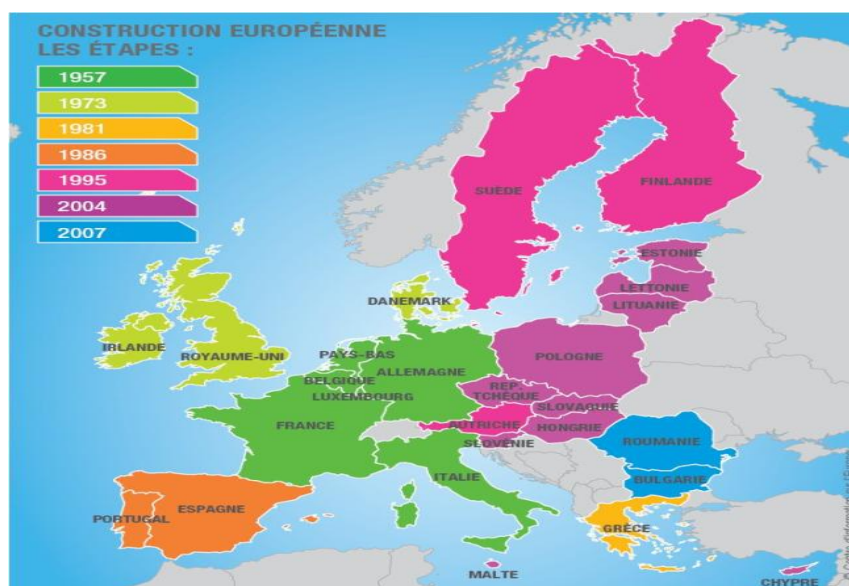 CONSTRUCTION EUROPÉENNE
LES ÉTAPES :
1957
1973
1981
1986
1995
2004
2007
SUÈDE
FINLANDE
ESTONIE
LETTONIE
LITUANIE
DANEMARK
IRLANDE
ROYAUME-UNI
PAYS-BAS
BELGIQUE
LUXEMBOURG
ALLEMAGNE
POLOGNE
RÉP.
TCHÈQUE
SLOVAQUIE
AUTRICHE
HONGRIE
SLOVÉNIE
FRANCE
ROUMANIE
BULGARIE
ITALIE
PORTUGAL
ESPAGNE
GRÈCE
MALTE
CHYPRE